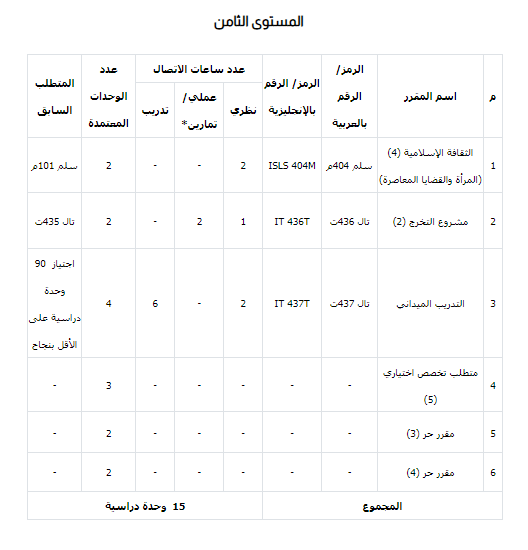 المستوى الثامن
م | اسم المقرر | الرمز/ الرقم بالعربية | الرمز/ الرقم بالإنجليزية | عدد ساعات الاتصال | عدد الوحدات المعتمدة | المتطلب السابق
نظري | عملي/ تمارين* | تدريب
1 | الثقافة الإسلامية (4) (المرأة والقضايا المعاصرة) | سلم 404م | ISLS 404M | 2 | - | - | 2 | سلم 101م
2 | مشروع التخرج (2) | تال 436ت | IT 436T | 1 | 2 | - | 2 | تال 435ت
3 | التدريب الميداني | تال 437ت | IT 437T | 2 | - | 6 | 4 | اجتياز 90 وحدة دراسية على الأقل بنجاح
4 | متطلب تخصص اختياري (5) | - | - | - | - | - | 3 | -
5 | مقرر حر (3) | - | - | - | - | - | 2 | -
6 | مقرر حر (4) | - | - | - | - | - | 2 | -
المجموع | 15 وحدة دراسية